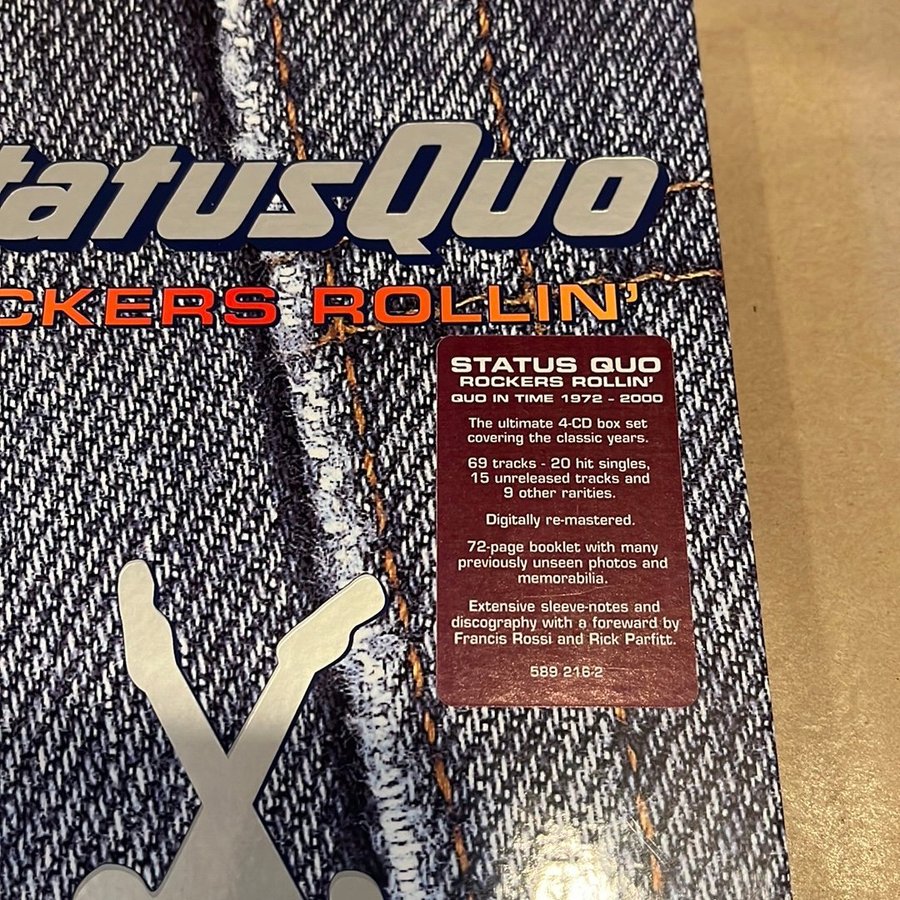 tatusQuo
CKERS ROLLIN'
STATUS QUO
ROCKERS ROLLIN'
QUO IN TIME 1972 - 2000
The ultimate 4-CD box set
covering the classic years.
69 tracks - 20 hit singles,
15 unreleased tracks and
9 other rarities.
Digitally re-mastered.
72-page booklet with many
previously unseen photos and
memorabilia.
Extensive sleeve-notes and
discography with a foreward by
Francis Rossi and Rick Parfitt.
589 216-2